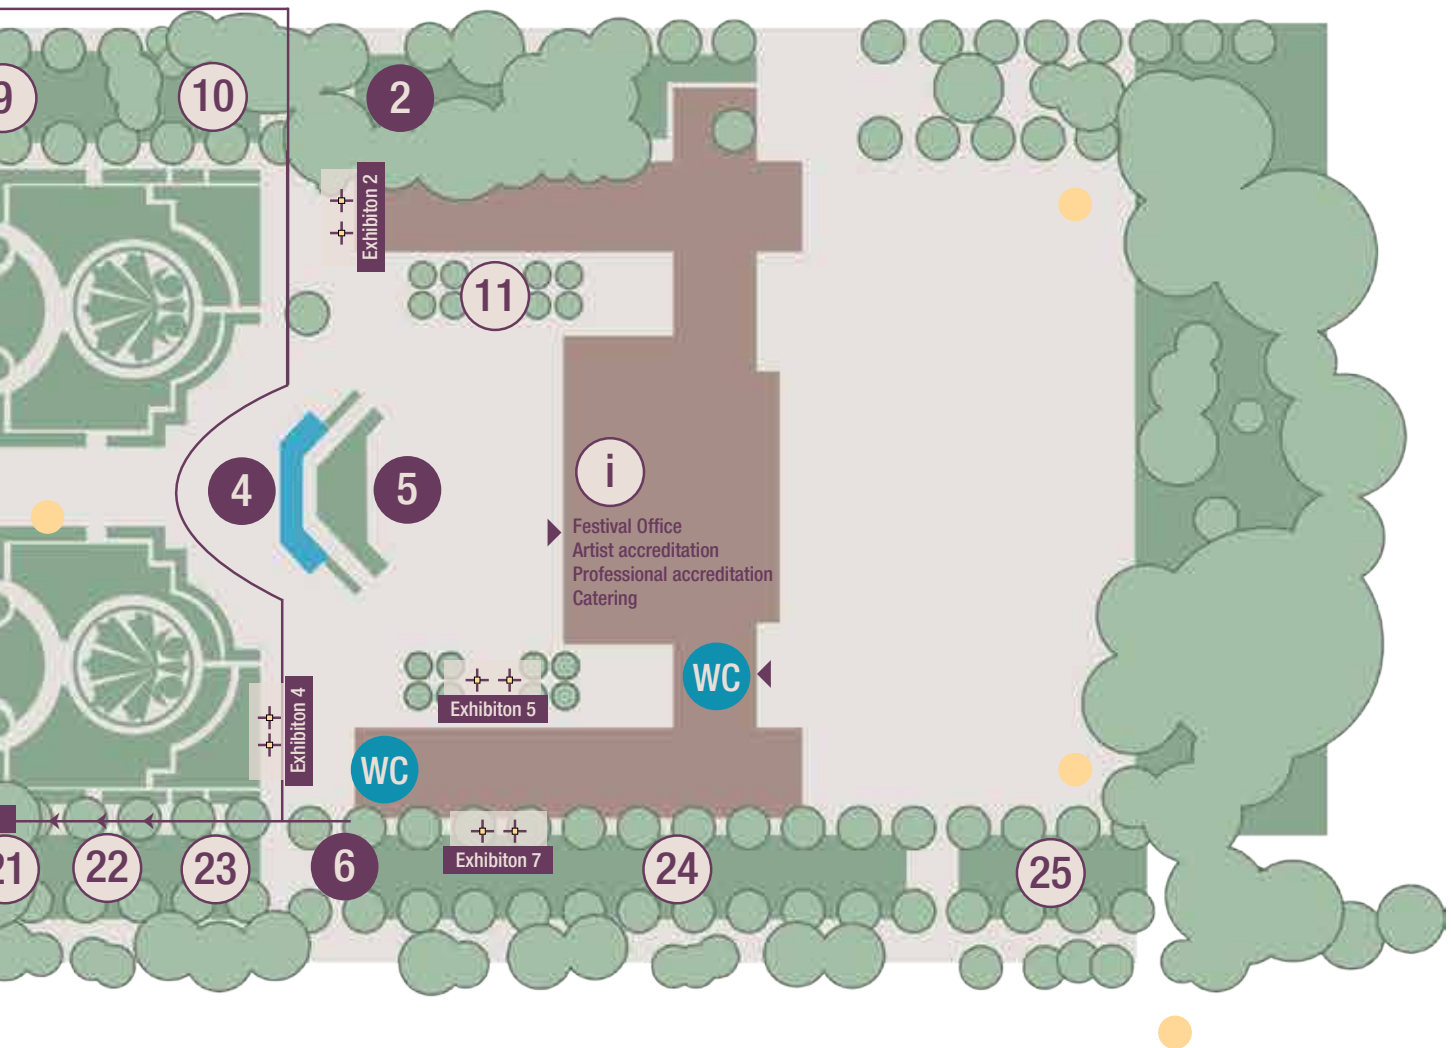 9
10
2
Exhibiton 2
11
4
5
i
Festival Office
Artist accreditation
Professional accreditation
Catering
WC
Exhibiton 4
Exhibiton 5
WC
Exhibiton 7
21
22
23
6
24
25